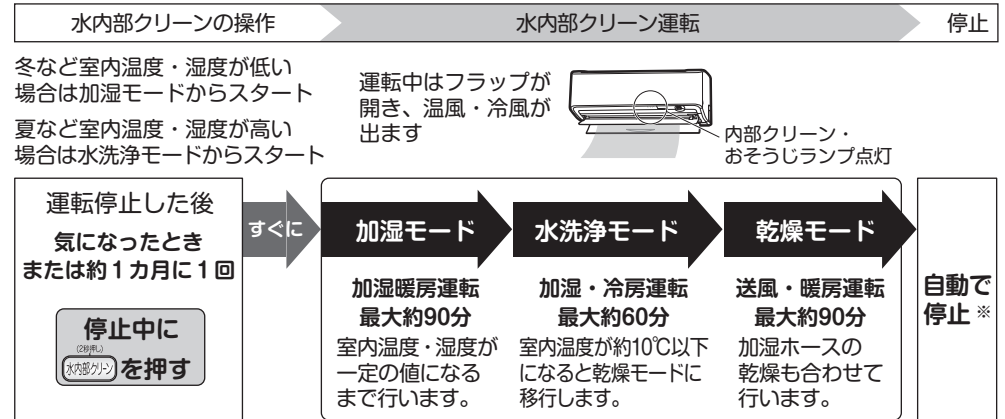 水内部クリーンの操作
水内部クリーン運転
停止
冬など室内温度・湿度が低い
場合は加湿モードからスタート
夏など室内温度・湿度が高い
場合は水洗浄モードからスタート
運転中はフラップが
開き、温風・冷風が
出ます
内部クリーン・
おそうじランプ点灯
運転停止した後
気になったとき
または約1カ月に1回
停止中に
(2秒押し)
水内部クリーン を押す
すぐに
加湿モード
加湿暖房運転
最大約90分
室内温度・湿度が
一定の値になる
まで行います。
水洗浄モード
加湿・冷房運転
最大約60分
室内温度が約10℃以下
になると乾燥モードに
移行します。
乾燥モード
送風・暖房運転
最大約90分
加湿ホースの
乾燥も合わせて
行います。
自動で
停止※